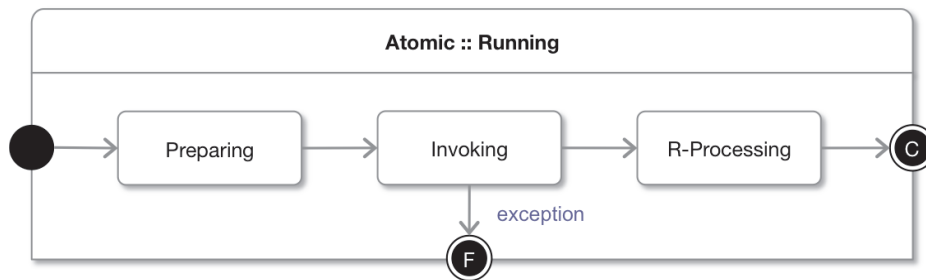 Atomic :: Running
Preparing
Invoking
R-Processing
C
exception
F